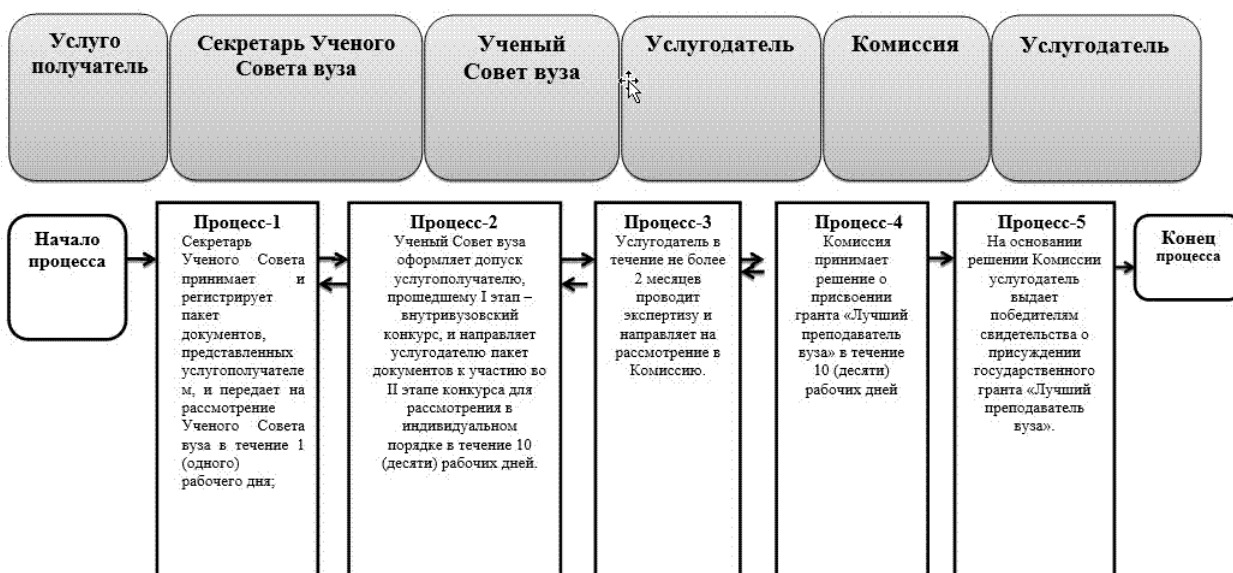 Услуго
получатель
Секретарь Ученого
Совета вуза
Ученый
Совет вуза
Услугодатель
Комиссия
Услугодатель
Начало
процесса
Процесс-1
Секретарь
Ученого Совета
принимает и
регистрирует
пакет
документов,
представленных
услугополучателе
м, и передает на
рассмотрение
Ученого Совета
вуза в течение 1
(одного)
рабочего дня;
Процесс-2
Ученый Совет вуза
оформляет допуск
услугополучателю,
прошедшему I этап –
внутривузовский
конкурс, и направляет
услугодателю пакет
документов к участию во
II этапе конкурса для
рассмотрения в
индивидуальном
порядке в течение 10
(десяти) рабочих дней.
Процесс-3
Услугодатель в
течение не более
2 месяцев
проводит
экспертизу и
направляет на
рассмотрение в
Комиссию.
Процесс-4
Комиссия
принимает
решение о
присвоении
гранта «Лучший
преподаватель
вуза» в течение
10 (десяти)
рабочих дней
Процесс-5
На основании
решении Комиссии
услугодатель
выдает
победителям
свидетельства о
присуждении
государственного
гранта «Лучший
преподаватель
вуза».
Конец
процесса